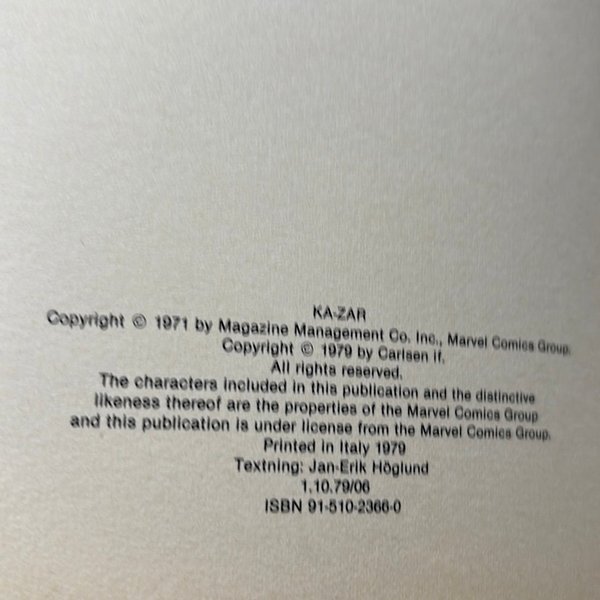 KA-ZAR
Copyright © 1971 by Magazine Management Co. Inc., Marvel Comics Group.
Copyright © 1979 by Carlsen if.
All rights reserved.
The characters included in this publication and the distinctive
likeness thereof are the properties of the Marvel Comics Group
and this publication is under license from the Marvel Comics Group.
Printed in Italy 1979
Textning: Jan-Erik Höglund
1.10.79/06
ISBN 91-510-2366-0